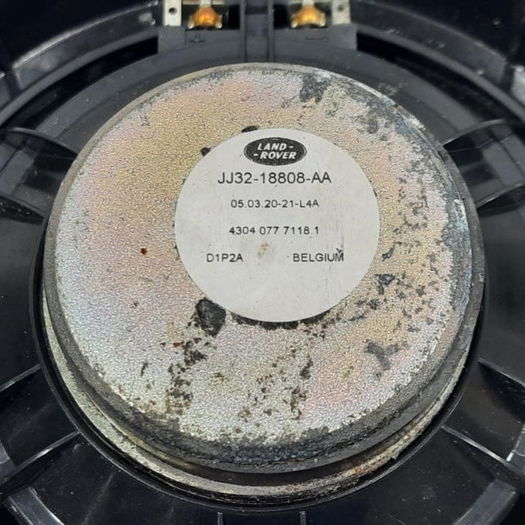 LAND-
-ROVER
JJ32-18808-AA
05.03.20-21-L4A
4304 077 7118.1
D1P2A BELGIUM